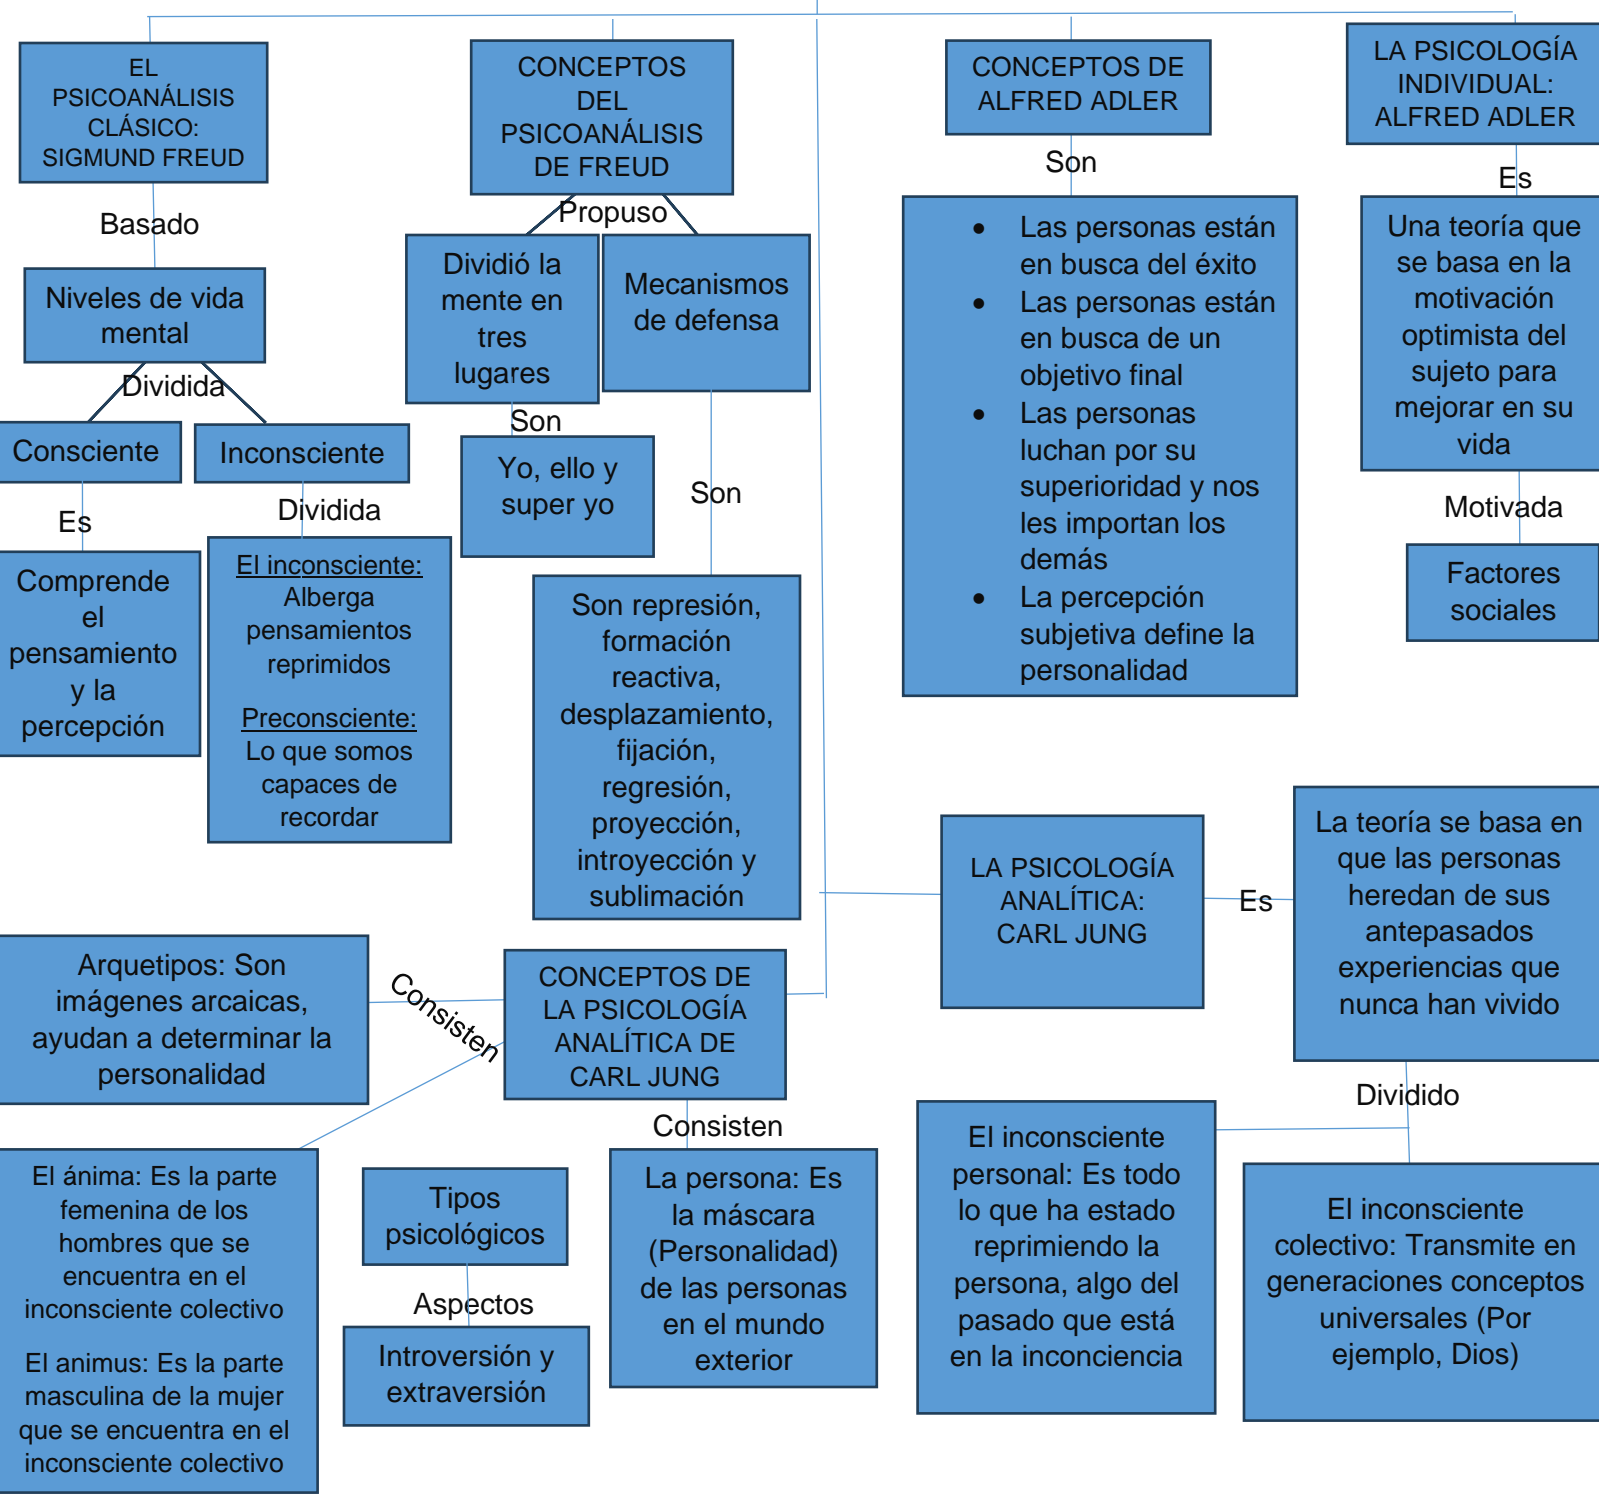 EL
PSICOANÁLISIS
CLÁSICO:
SIGMUND FREUD
Basado
Niveles de vida
mental
Dividida
Consciente
Inconsciente
Es
Dividida
Comprende
el
pensamiento
y la
percepción
El inconsciente:
Alberga
pensamientos
reprimidos
Preconsciente:
Lo que somos
capaces de
recordar
CONCEPTOS
DEL
PSICOANÁLISIS
DE FREUD
Propuso
Dividió la
mente en
tres
lugares
Mecanismos
de defensa
Son
Yo, ello y
super yo
Son
Son represión,
formación
reactiva,
desplazamiento,
fijación,
regresión,
proyección,
introyección y
sublimación
CONCEPTOS DE
ALFRED ADLER
Son
• Las personas están
en busca del éxito
• Las personas están
en busca de un
objetivo final
• Las personas
luchan por su
superioridad y nos
les importan los
demás
• La percepción
subjetiva define la
personalidad
LA PSICOLOGÍA
INDIVIDUAL:
ALFRED ADLER
Es
Una teoría que
se basa en la
motivación
optimista del
sujeto para
mejorar en su
vida
Motivada
Factores
sociales
LA PSICOLOGÍA
ANALÍTICA:
CARL JUNG
Es
La teoría se basa en
que las personas
heredan de sus
antepasados
experiencias que
nunca han vivido
Dividido
El inconsciente
personal: Es todo
lo que ha estado
reprimiendo la
persona, algo del
pasado que está
en la inconciencia
El inconsciente
colectivo: Transmite en
generaciones conceptos
universales (Por
ejemplo, Dios)
CONCEPTOS DE
LA PSICOLOGÍA
ANALÍTICA DE
CARL JUNG
Consisten
Arquetipos: Son
imágenes arcaicas,
ayudan a determinar la
personalidad
El ánima: Es la parte
femenina de los
hombres que se
encuentra en el
inconsciente colectivo
El animus: Es la parte
masculina de la mujer
que se encuentra en el
inconsciente colectivo
Consisten
La persona: Es
la máscara
(Personalidad)
de las personas
en el mundo
exterior
Tipos
psicológicos
Aspectos
Introversión y
extraversión